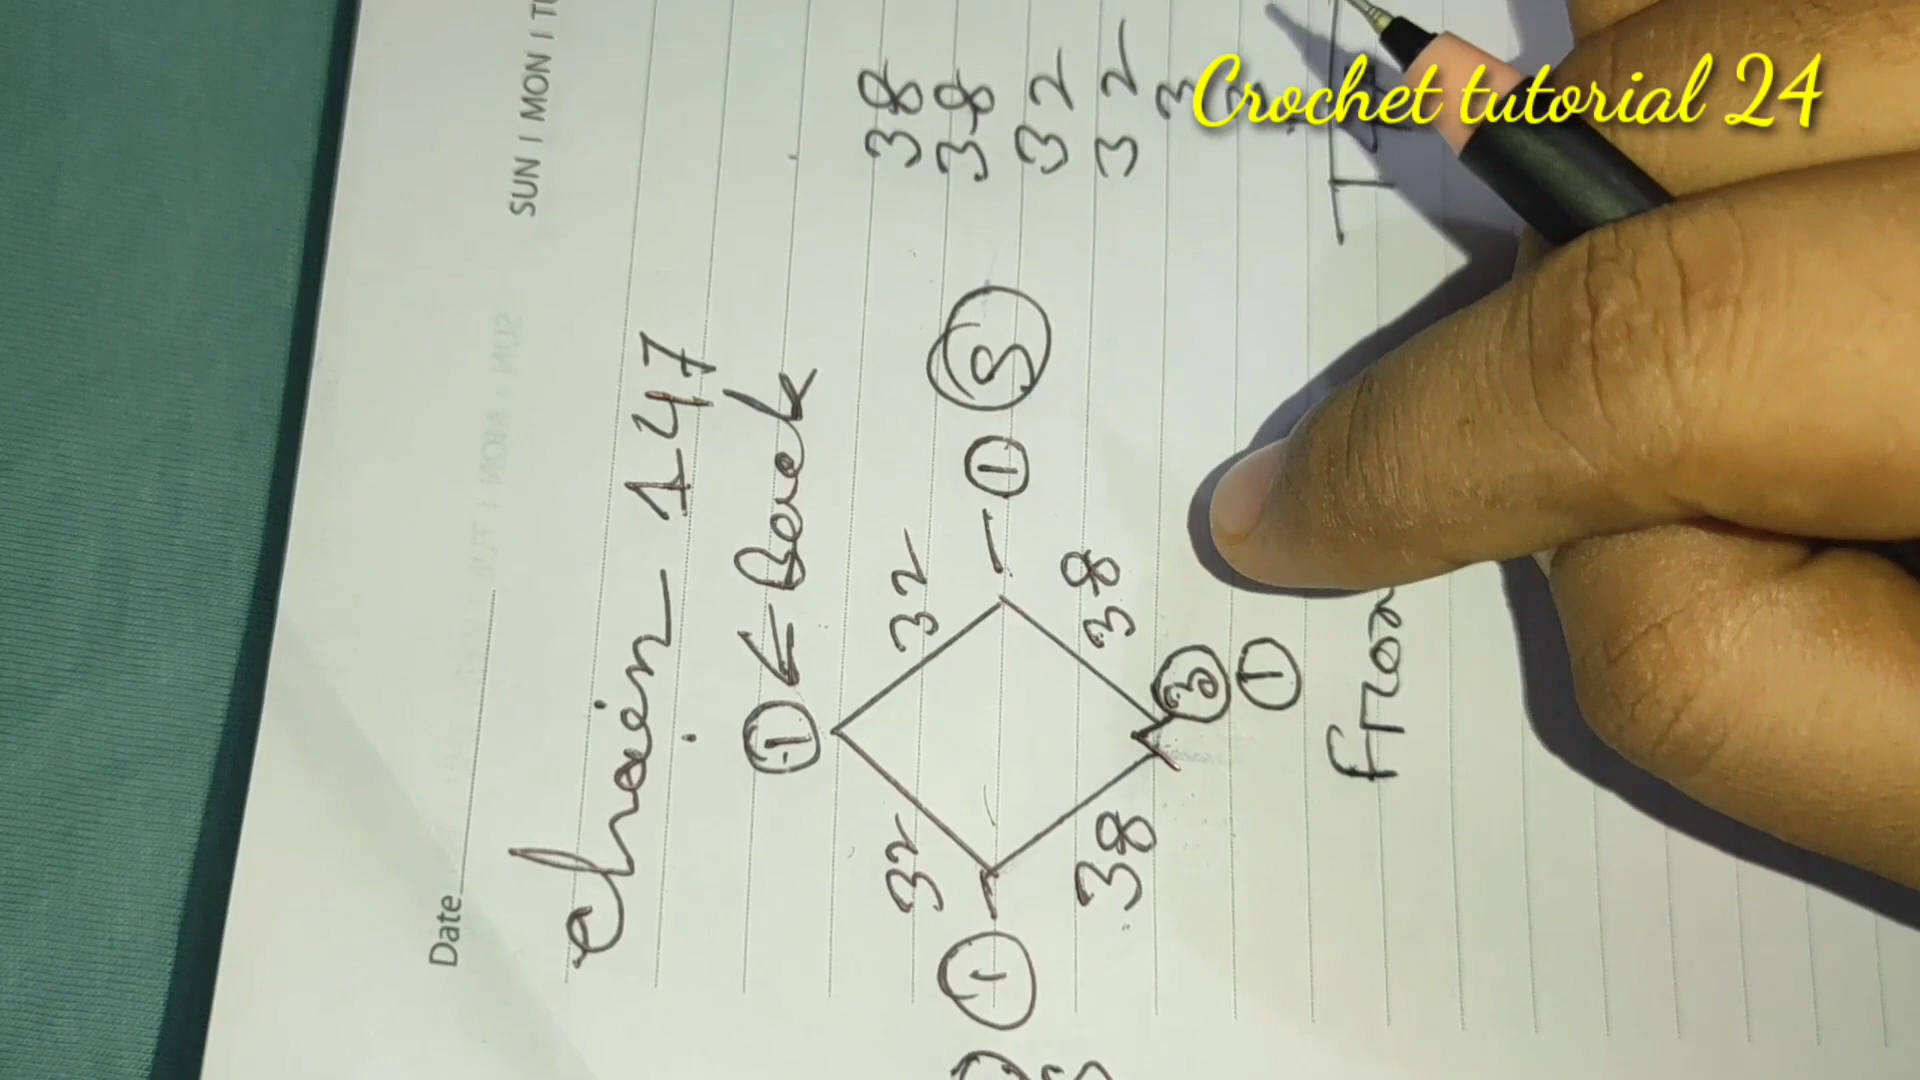 Crochet tutorial 24
SUN I MON I TU
Date
chain - 147
① ← Back
32 32
① ① S
38 38
③
①
38
38
32
32
3